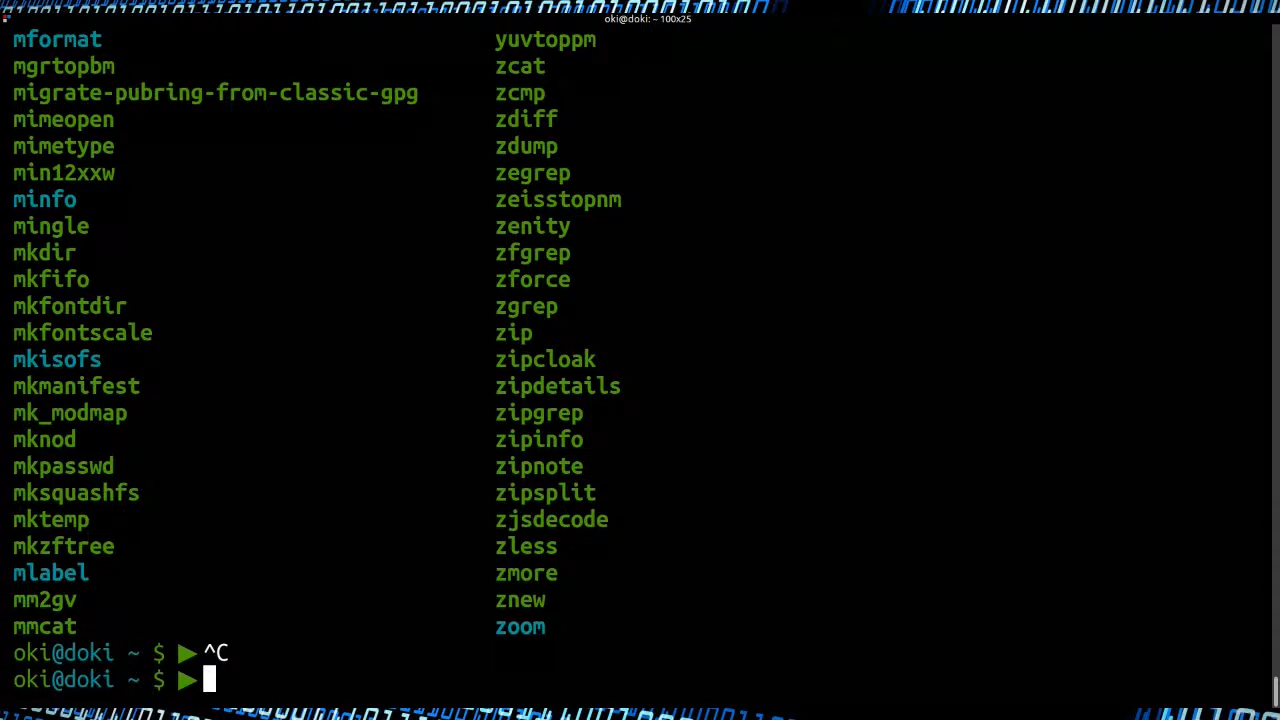 oki@doki: ~ 100x25
mformat yuvtoppm
mgrtopbm zcat
migrate-pubring-from-classic-gpg zcmp
mimeopen zdiff
mimetype zdump
min12xxw zegrep
minfo zeisstopnm
mingle zenity
mkdir zfgrep
mkfifo zforce
mkfontdir zgrep
mkfontscale zip
mkisofs zipcloak
mkmanifest zipdetails
mk_modmap zipgrep
mknod zipinfo
mkpasswd zipnote
mksquashfs zipsplit
mktemp zjsdecode
mkzftree zless
mlabel zmore
mm2gv znew
mmcat zoom
oki@doki ~ $ ▶ ^C
oki@doki ~ $ ▶